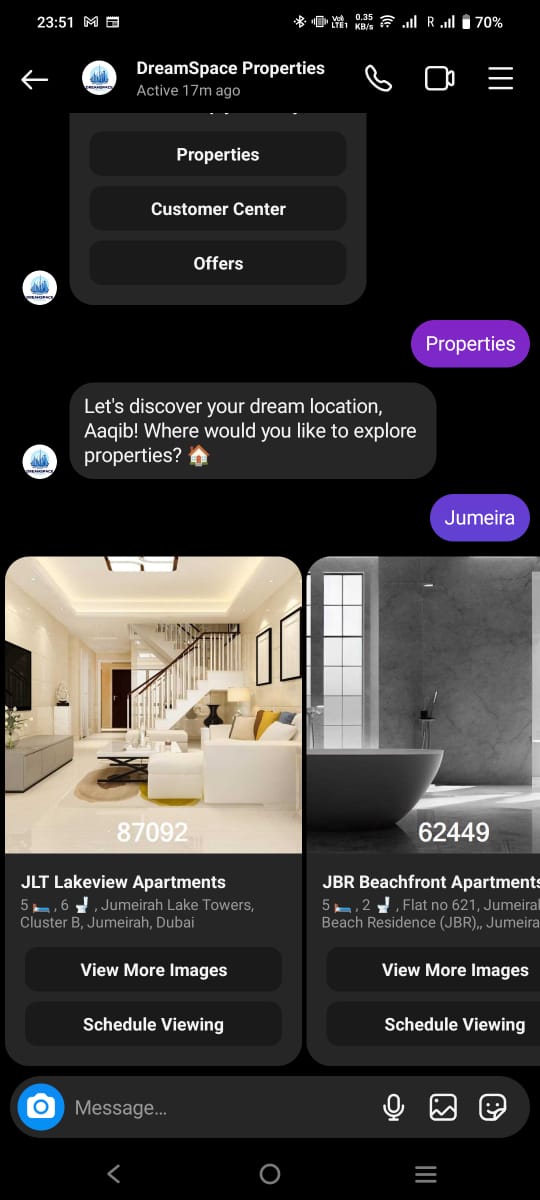 23:51 Vo) LTE1 0.35 KB/s R 70%
DreamSpace Properties
Active 17m ago
Properties
Customer Center
Offers
Properties
Let's discover your dream location,
Aaqib! Where would you like to explore
properties? 🏠
Jumeira
87092
62449
JLT Lakeview Apartments
5 🛏️ , 6 🚽 , Jumeirah Lake Towers,
Cluster B, Jumeirah, Dubai
View More Images
Schedule Viewing
JBR Beachfront Apartments
5 🛏️ , 2 🚽 , Flat no 621, Jumeirah
Beach Residence (JBR),, Jumeira
View More Images
Schedule Viewing
Message...